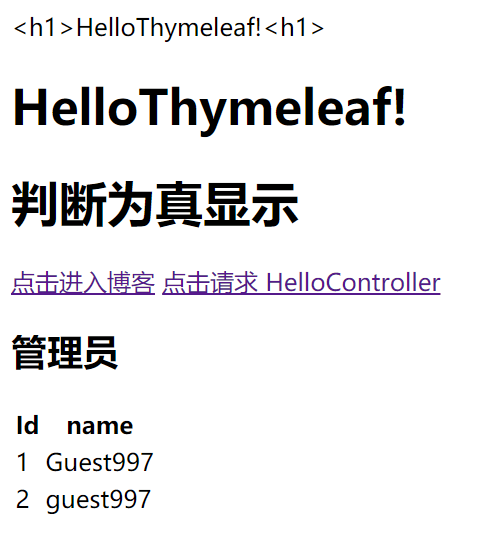 <h1>HelloThymeleaf!<h1>
HelloThymeleaf!
判断为真显示
点击进入博客 点击请求 HelloController
管理员
Id name
1 Guest997
2 guest997